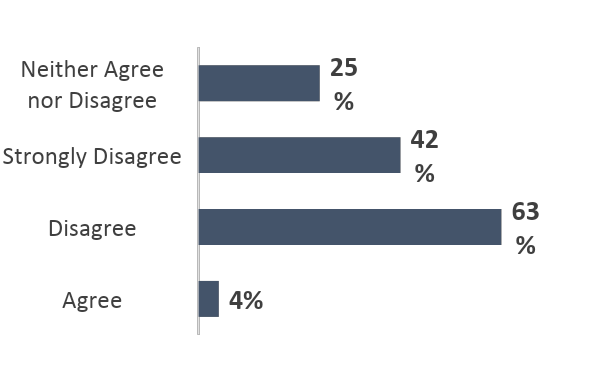 Neither Agree
nor Disagree
25
%
Strongly Disagree
42
%
Disagree
63
%
Agree
4%